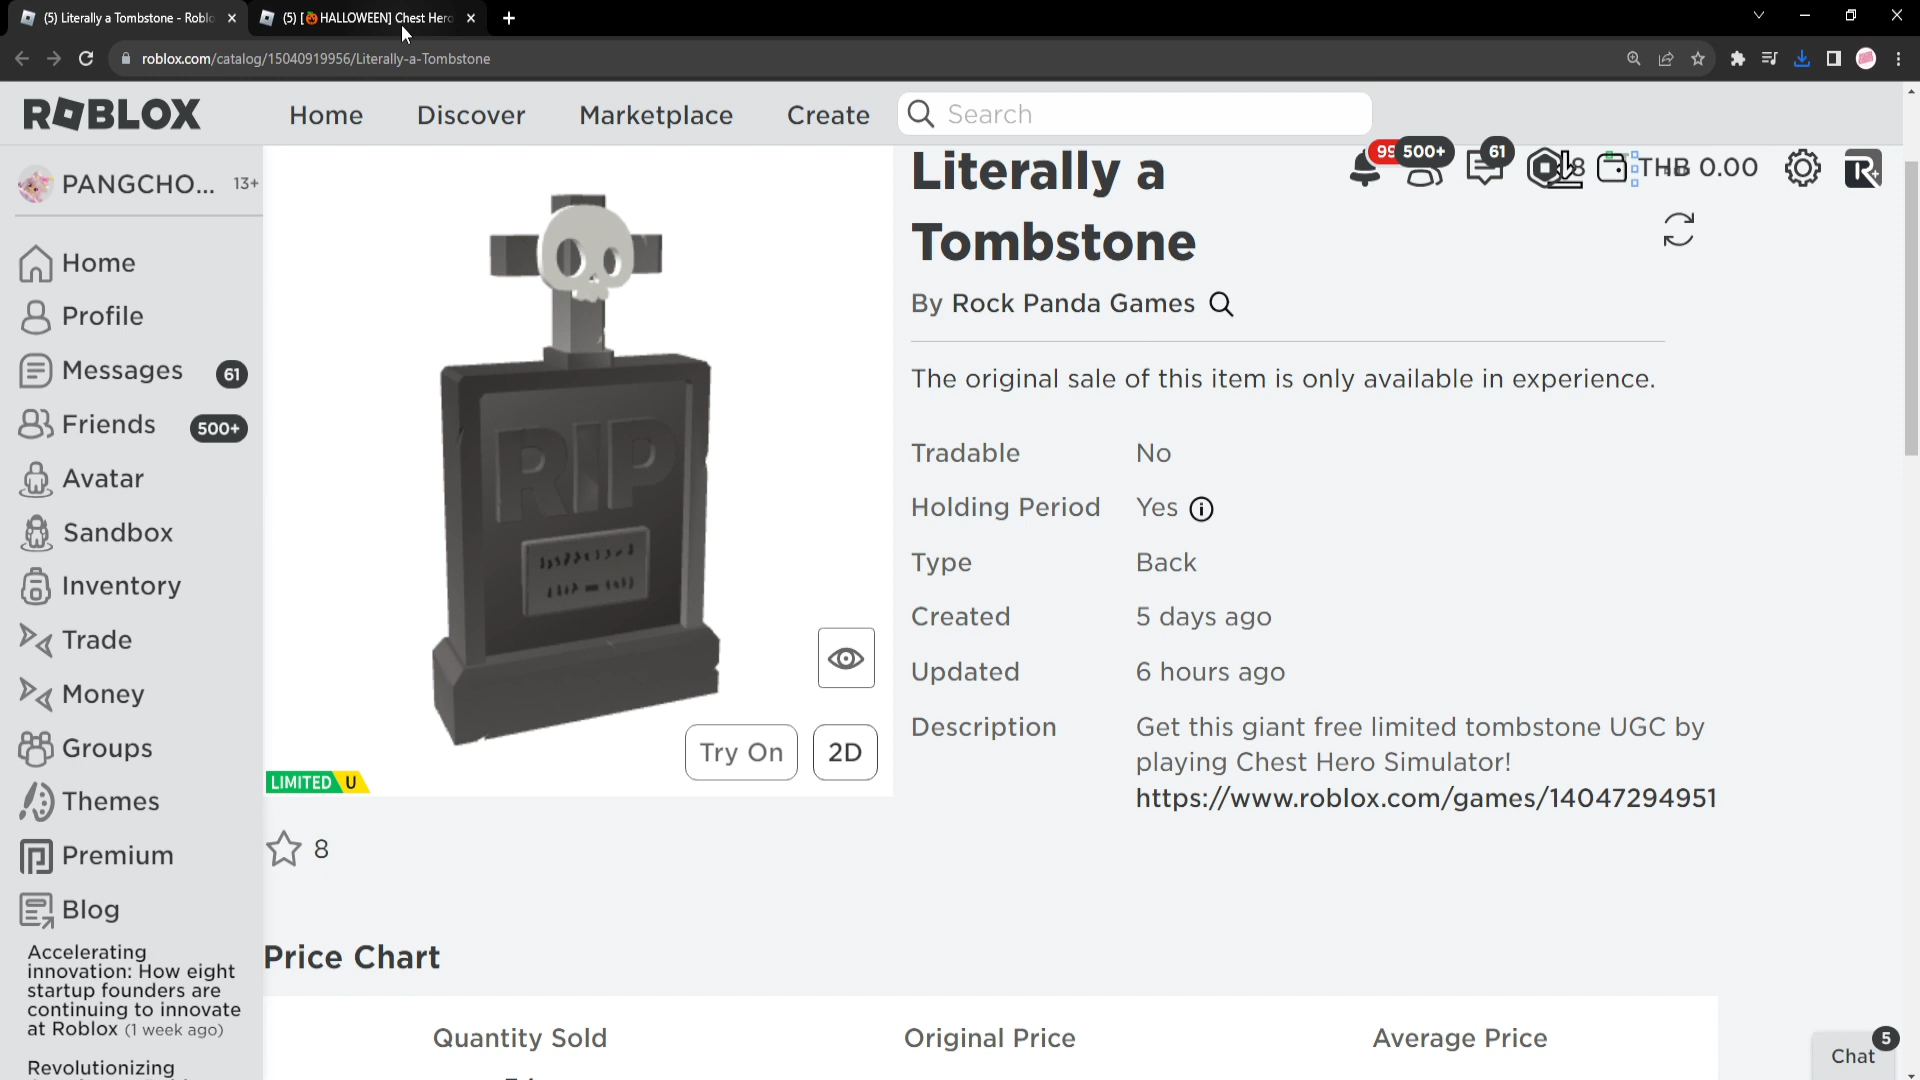 (5) Literally a Tombstone - Roblo
(5) [🎃HALLOWEEN] Chest Hero
roblox.com/catalog/15040919956/Literally-a-Tombstone
ROBLOX
Home
Discover
Marketplace
Create
Search
99
500+
61
THB 0.00
PANGCHO...
13+
Home
Profile
Messages
61
Friends
500+
Avatar
Sandbox
Inventory
Trade
Money
Groups
Themes
Premium
Blog
Accelerating
innovation: How eight
startup founders are
continuing to innovate
at Roblox (1 week ago)
Revolutionizing
RIP
Try On
2D
LIMITED U
8
Literally a
Tombstone
By Rock Panda Games
The original sale of this item is only available in experience.
Tradable
No
Holding Period
Yes
Type
Back
Created
5 days ago
Updated
6 hours ago
Description
Get this giant free limited tombstone UGC by
playing Chest Hero Simulator!
https://www.roblox.com/games/14047294951
Price Chart
Quantity Sold
Original Price
Average Price
Chat
5